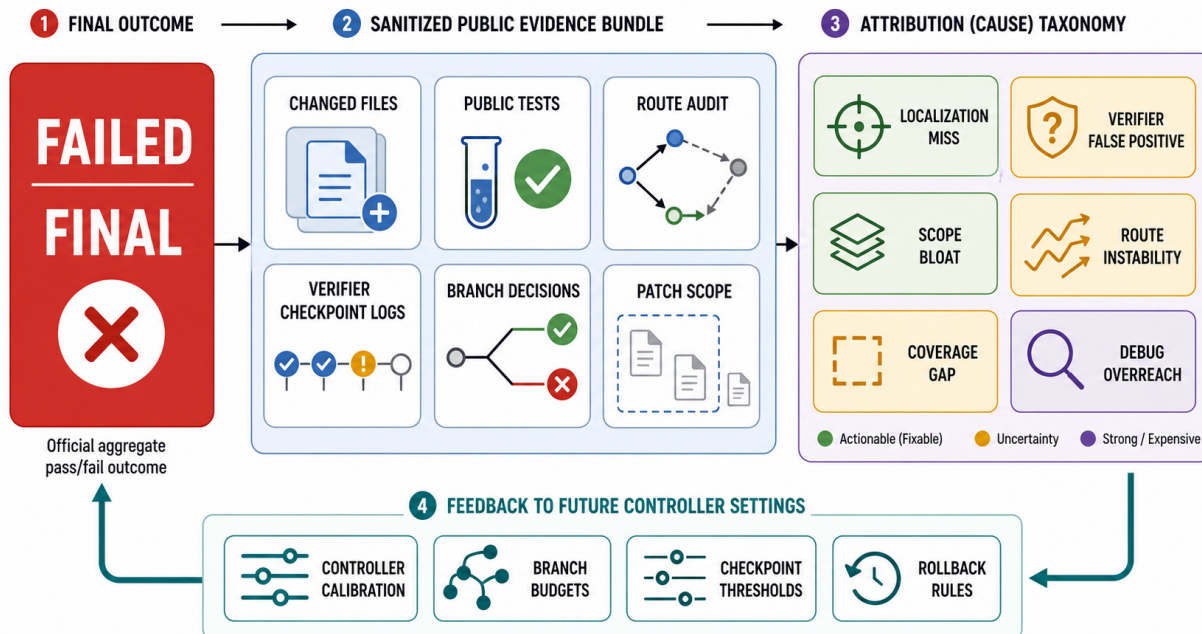 1 FINAL OUTCOME
2 SANITIZED PUBLIC EVIDENCE BUNDLE
3 ATTRIBUTION (CAUSE) TAXONOMY
FAILED
FINAL
Official aggregate
pass/fail outcome
CHANGED FILES
PUBLIC TESTS
ROUTE AUDIT
VERIFIER
CHECKPOINT LOGS
BRANCH DECISIONS
PATCH SCOPE
LOCALIZATION
MISS
?
VERIFIER
FALSE POSITIVE
SCOPE
BLOAT
ROUTE
INSTABILITY
COVERAGE
GAP
DEBUG
OVERREACH
Actionable (Fixable)
Uncertainty
Strong / Expensive
4 FEEDBACK TO FUTURE CONTROLLER SETTINGS
CONTROLLER
CALIBRATION
BRANCH
BUDGETS
CHECKPOINT
THRESHOLDS
ROLLBACK
RULES